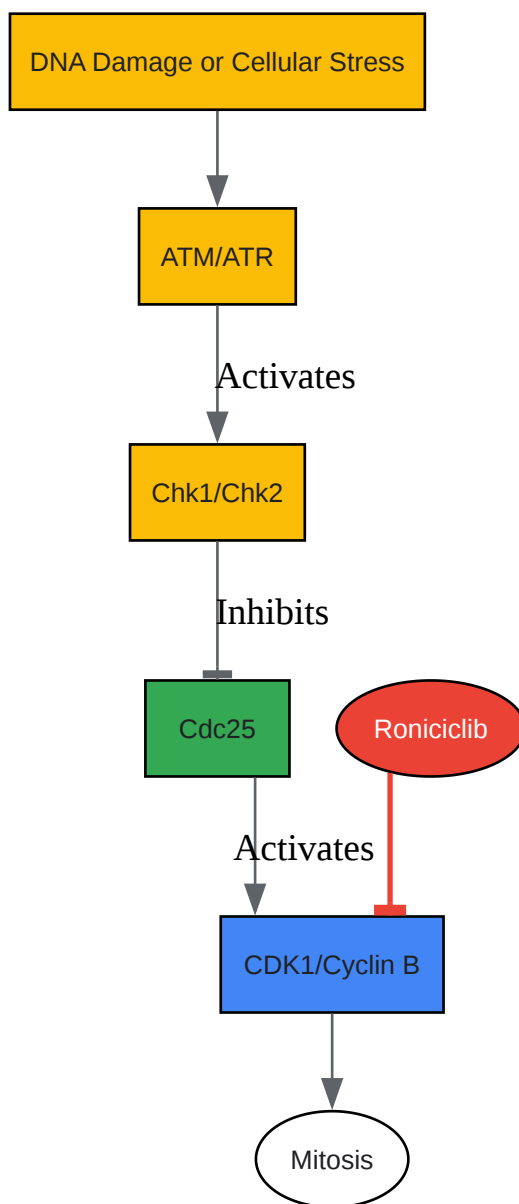 DNA Damage or Cellular Stress
ATM/ATR
Activates
Chk1/Chk2
Inhibits
Cdc25
Roniciclib
Activates
CDK1/Cyclin B
Mitosis